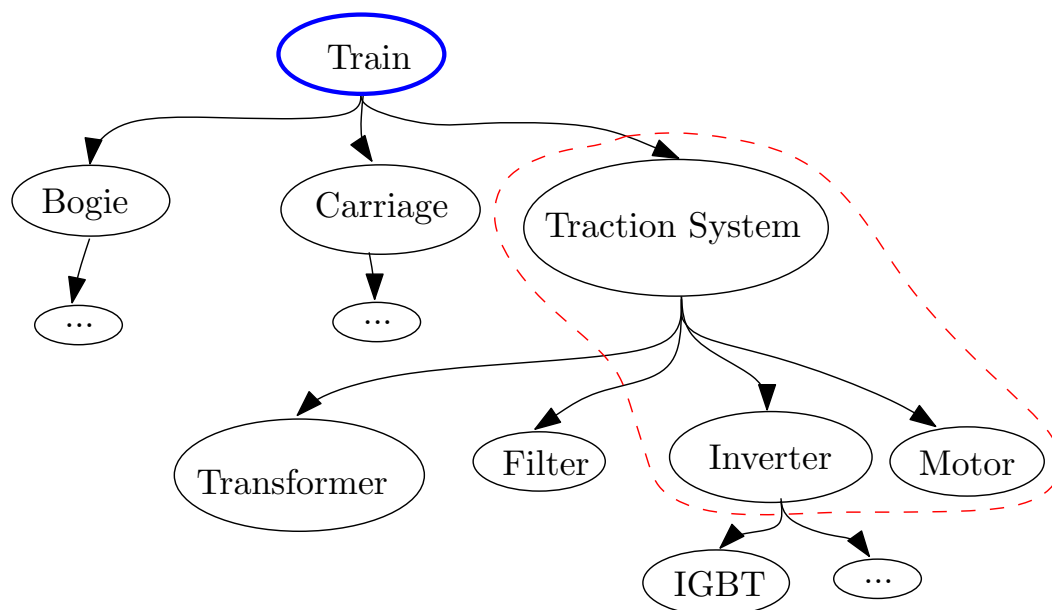 Train
Bogie
Carriage
Traction System
...
...
Transformer
Filter
Inverter
Motor
IGBT
...